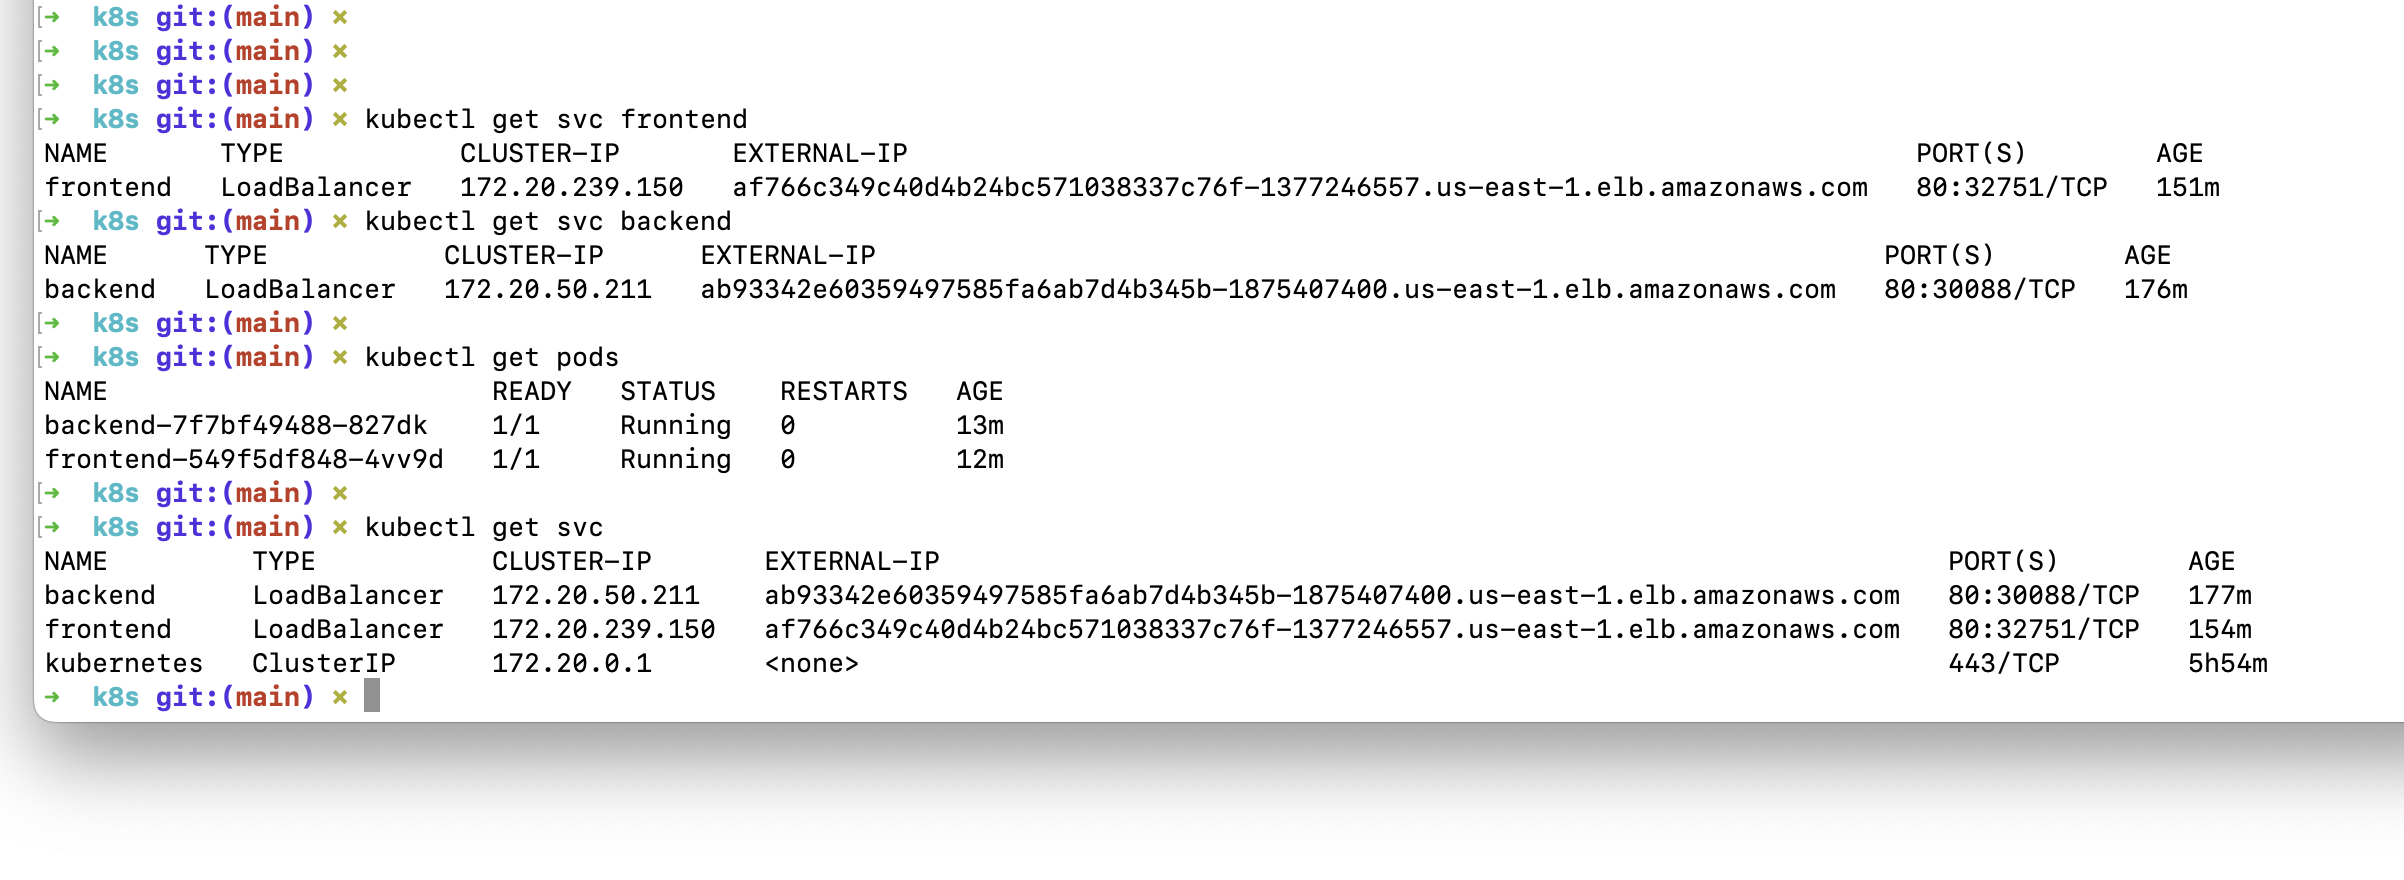 [→ k8s git:(main) ×
[→ k8s git:(main) ×
[→ k8s git:(main) ×
[→ k8s git:(main) × kubectl get svc frontend
NAME TYPE CLUSTER-IP EXTERNAL-IP PORT(S) AGE
frontend LoadBalancer 172.20.239.150 af766c349c40d4b24bc571038337c76f-1377246557.us-east-1.elb.amazonaws.com 80:32751/TCP 151m
[→ k8s git:(main) × kubectl get svc backend
NAME TYPE CLUSTER-IP EXTERNAL-IP PORT(S) AGE
backend LoadBalancer 172.20.50.211 ab93342e60359497585fa6ab7d4b345b-1875407400.us-east-1.elb.amazonaws.com 80:30088/TCP 176m
[→ k8s git:(main) ×
[→ k8s git:(main) × kubectl get pods
NAME READY STATUS RESTARTS AGE
backend-7f7bf49488-827dk 1/1 Running 0 13m
frontend-549f5df848-4vv9d 1/1 Running 0 12m
[→ k8s git:(main) ×
[→ k8s git:(main) × kubectl get svc
NAME TYPE CLUSTER-IP EXTERNAL-IP PORT(S) AGE
backend LoadBalancer 172.20.50.211 ab93342e60359497585fa6ab7d4b345b-1875407400.us-east-1.elb.amazonaws.com 80:30088/TCP 177m
frontend LoadBalancer 172.20.239.150 af766c349c40d4b24bc571038337c76f-1377246557.us-east-1.elb.amazonaws.com 80:32751/TCP 154m
kubernetes ClusterIP 172.20.0.1 <none> 443/TCP 5h54m
→ k8s git:(main) ×